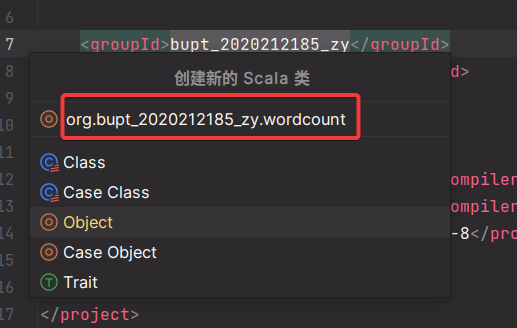 6
7 <groupId>bupt_2020212185_zy</groupId>
8 d>
创建新的 Scala 类
9
10 org.bupt_2020212185_zy.wordcount
11
Class
12 ompiler
Case Class
13 ompiler
Object
14 -8</pro
Case Object
15
16 Trait
17 </project>